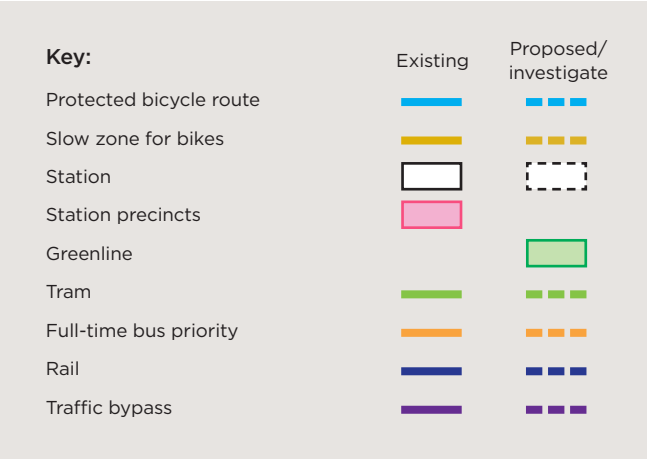 Key:
Existing
Proposed/
investigate
Protected bicycle route
Slow zone for bikes
Station
Station precincts
Greenline
Tram
Full-time bus priority
Rail
Traffic bypass